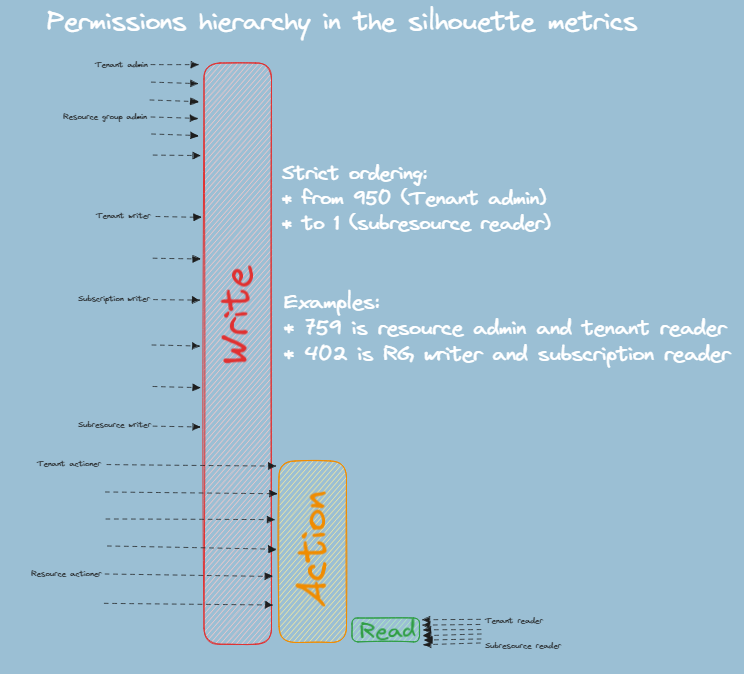 Permissions hierarchy in the silhouette metrics
Tenant admin
Resource group admin
Strict ordering:
* from 950 (Tenant admin)
* to 1 (subresource reader)
Tenant writer
Write
Subscription writer
Examples:
* 759 is resource admin and tenant reader
* 402 is RG, writer and subscription reader
Subresource writer
Tenant actioner
Action
Resource actioner
Read
Tenant reader
Subresource reader